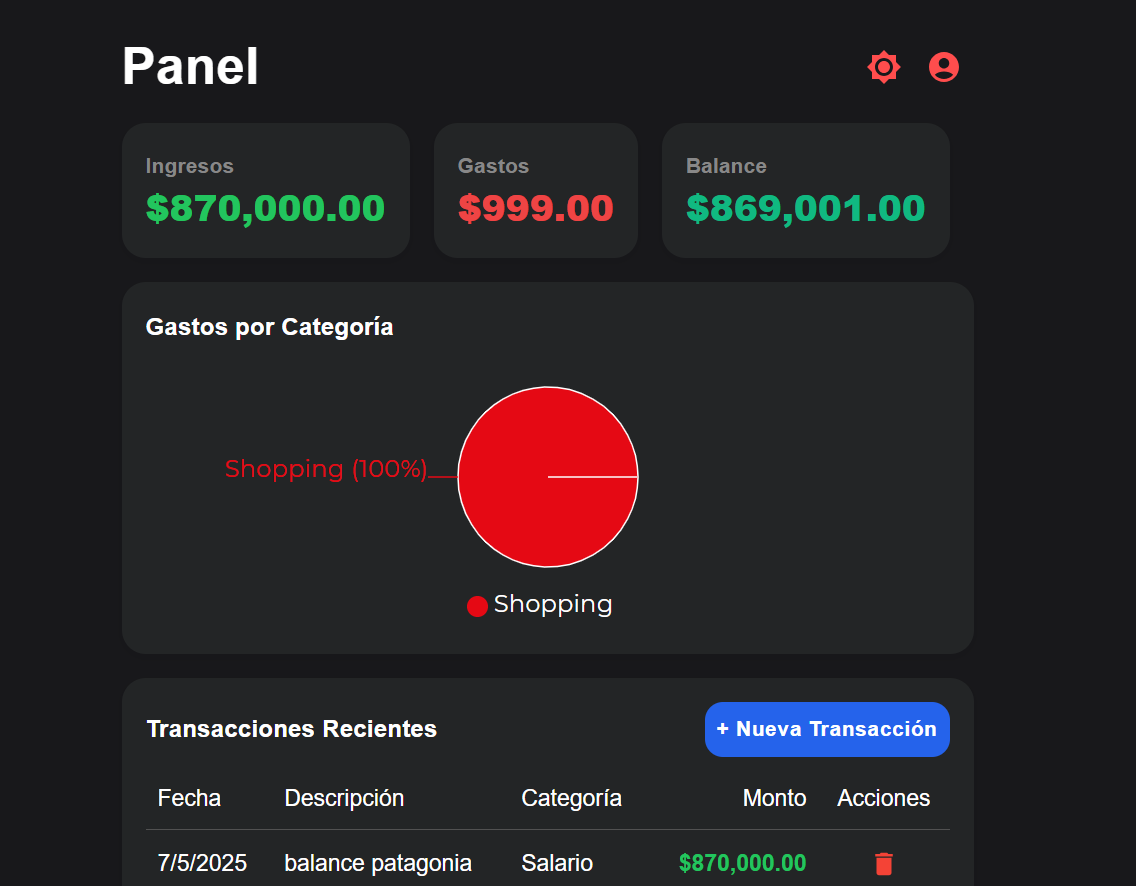 Panel
Ingresos
$870,000.00
Gastos
$999.00
Balance
$869,001.00
Gastos por Categoría
Shopping (100%)
Shopping
Transacciones Recientes
+ Nueva Transacción
Fecha Descripción Categoría Monto Acciones
7/5/2025 balance patagonia Salario $870,000.00